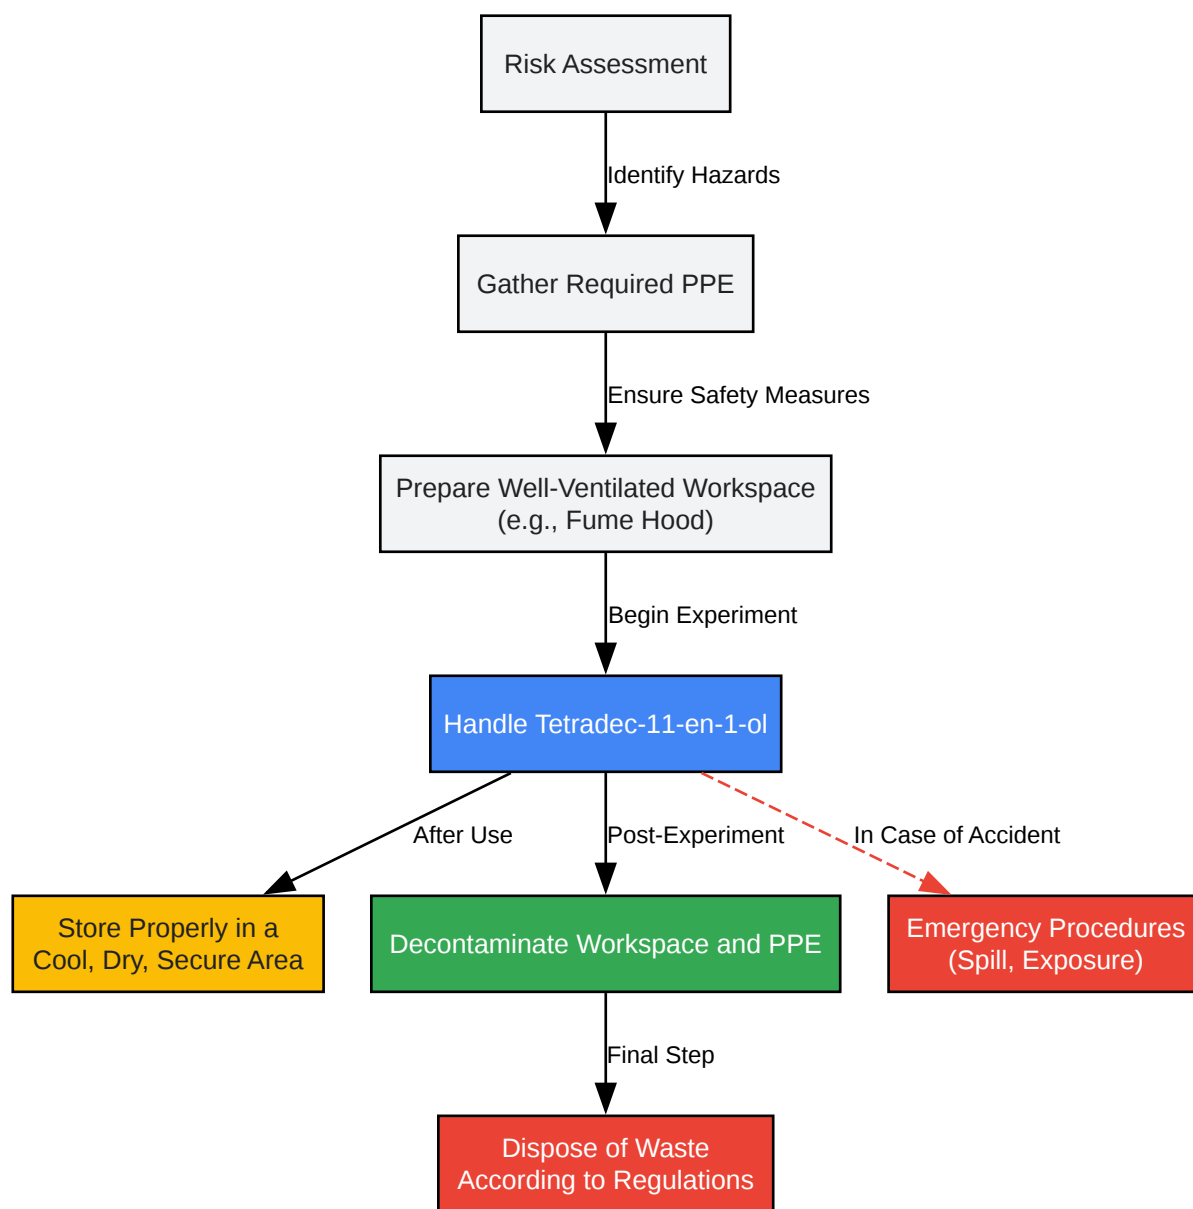 Risk Assessment
Identify Hazards
Gather Required PPE
Ensure Safety Measures
Prepare Well-Ventilated Workspace
(e.g., Fume Hood)
Begin Experiment
Handle Tetradec-11-en-1-ol
After Use
Post-Experiment
In Case of Accident
Store Properly in a
Cool, Dry, Secure Area
Decontaminate Workspace and PPE
Emergency Procedures
(Spill, Exposure)
Final Step
Dispose of Waste
According to Regulations